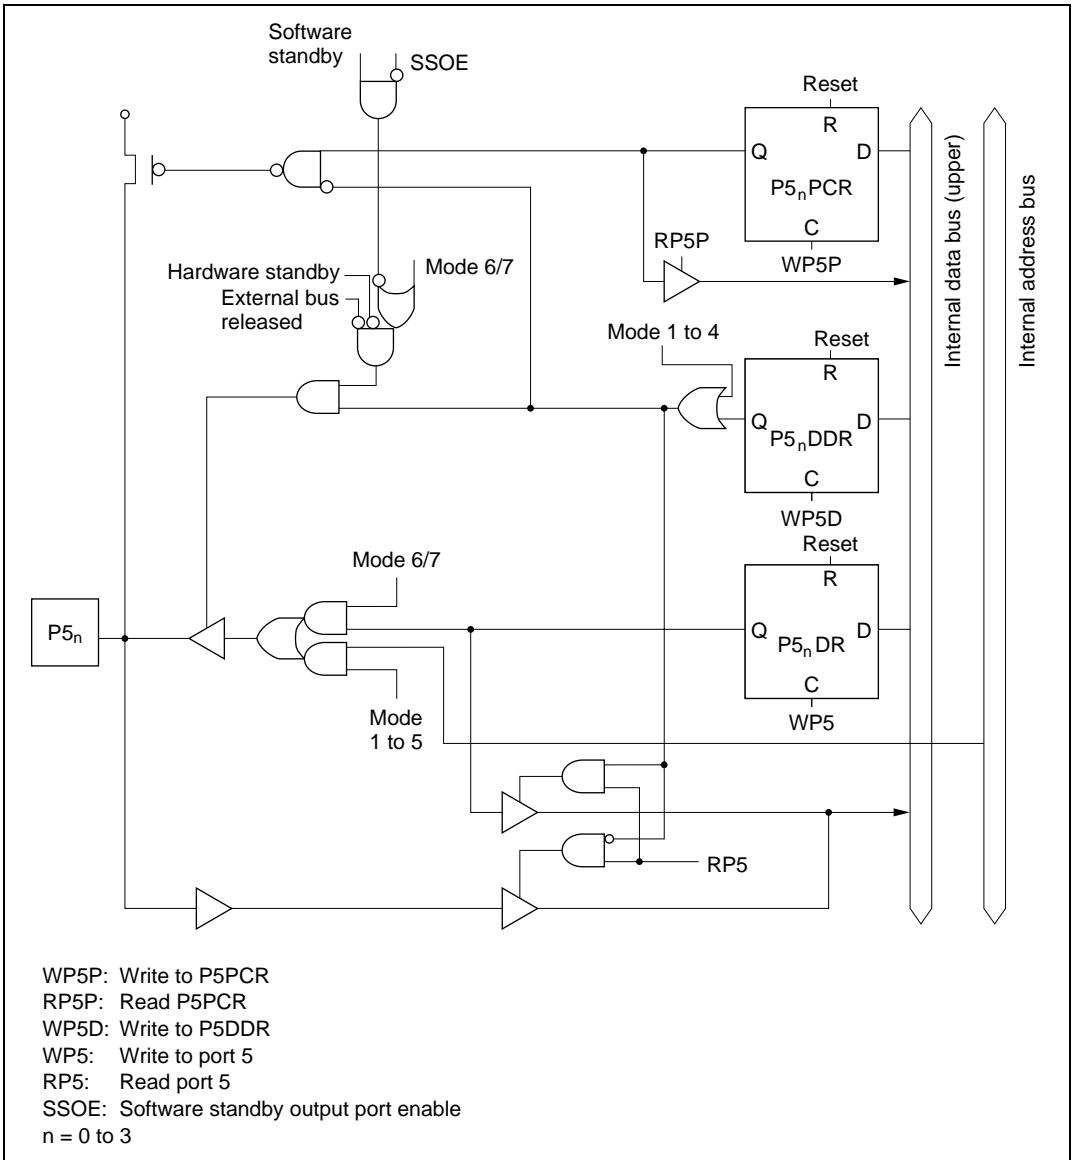 Software
standby
SSOE
Reset
R
Q
D
P5nPCR
C
WP5P
RP5P
Hardware standby
External bus
released
Mode 6/7
Mode 1 to 4
Reset
R
Q
D
P5nDDR
C
WP5D
Reset
R
Q
D
P5nDR
C
WP5
Mode 6/7
P5n
Mode
1 to 5
RP5
Internal data bus (upper)
Internal address bus
WP5P: Write to P5PCR
RP5P: Read P5PCR
WP5D: Write to P5DDR
WP5: Write to port 5
RP5: Read port 5
SSOE: Software standby output port enable
n = 0 to 3